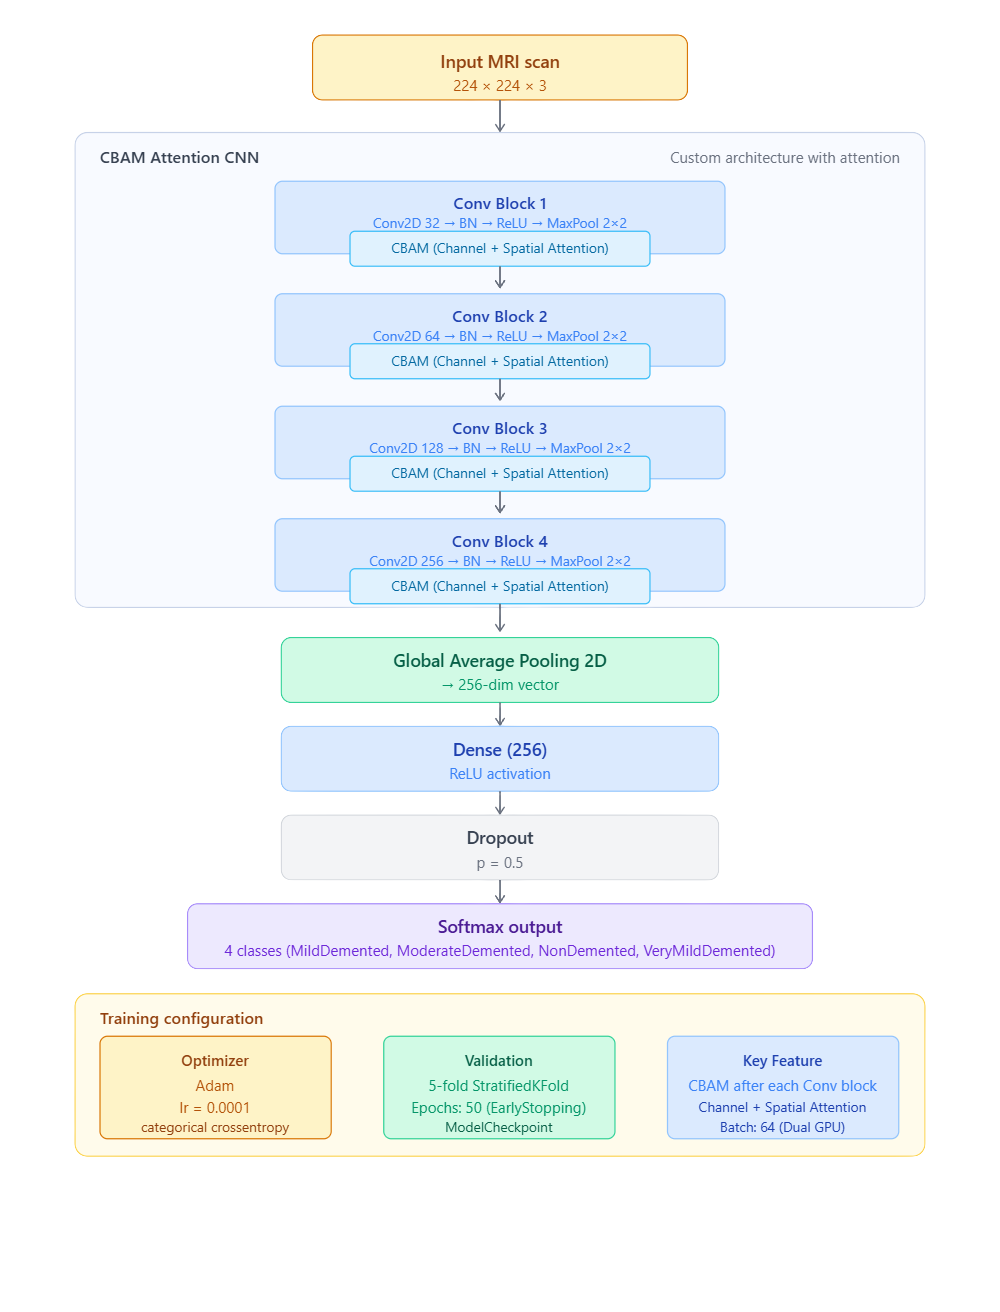 Input MRI scan
224 × 224 × 3
CBAM Attention CNN
Custom architecture with attention
Conv Block 1
Conv2D 32 → BN → ReLU → MaxPool 2×2
CBAM (Channel + Spatial Attention)
Conv Block 2
Conv2D 64 → BN → ReLU → MaxPool 2×2
CBAM (Channel + Spatial Attention)
Conv Block 3
Conv2D 128 → BN → ReLU → MaxPool 2×2
CBAM (Channel + Spatial Attention)
Conv Block 4
Conv2D 256 → BN → ReLU → MaxPool 2×2
CBAM (Channel + Spatial Attention)
Global Average Pooling 2D
→ 256-dim vector
Dense (256)
ReLU activation
Dropout
p = 0.5
Softmax output
4 classes (MildDemented, ModerateDemented, NonDemented, VeryMildDemented)
Training configuration
Optimizer
Adam
lr = 0.0001
categorical crossentropy
Validation
5-fold StratifiedKFold
Epochs: 50 (EarlyStopping)
ModelCheckpoint
Key Feature
CBAM after each Conv block
Channel + Spatial Attention
Batch: 64 (Dual GPU)